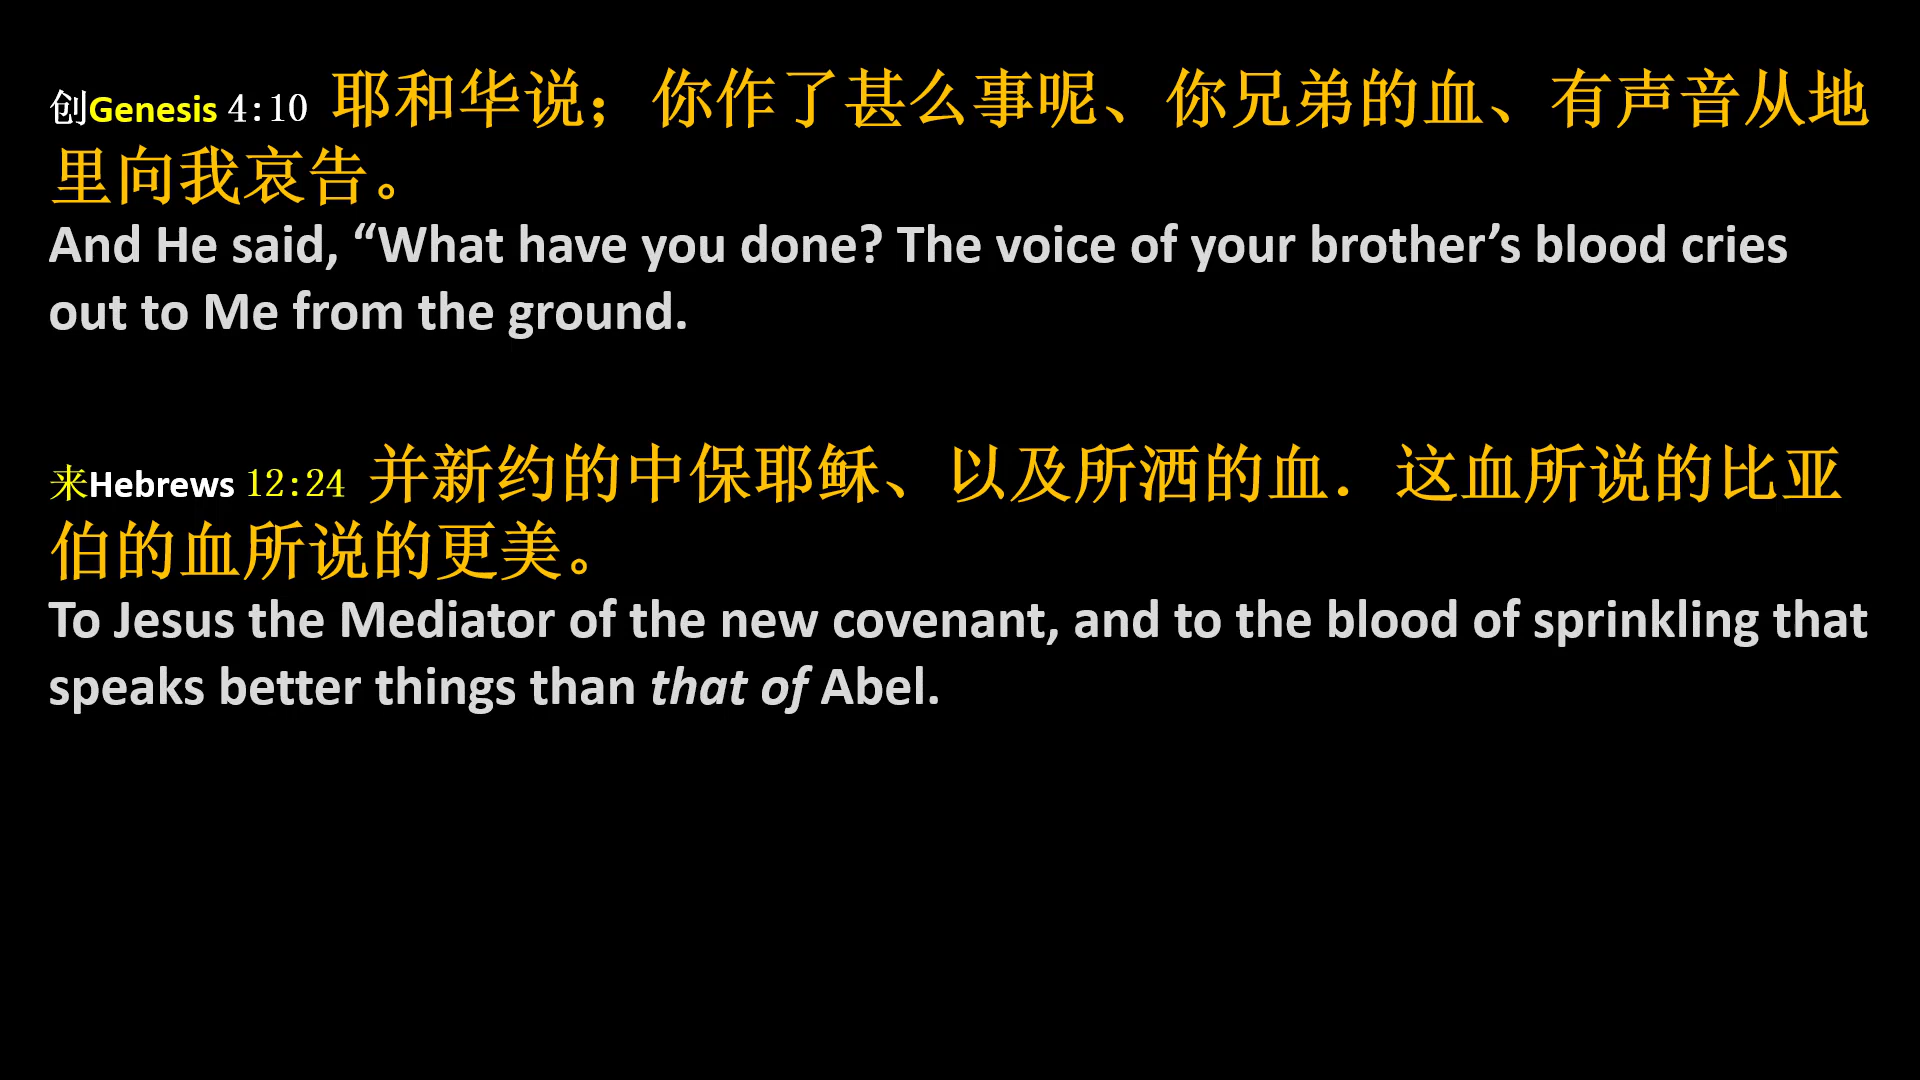 创Genesis 4:10 耶和华说；你作了甚么事呢、你兄弟的血、有声音从地
里向我哀告。
And He said, “What have you done? The voice of your brother’s blood cries
out to Me from the ground.
来Hebrews 12:24 并新约的中保耶稣、以及所洒的血．这血所说的比亚
伯的血所说的更美。
To Jesus the Mediator of the new covenant, and to the blood of sprinkling that
speaks better things than that of Abel.